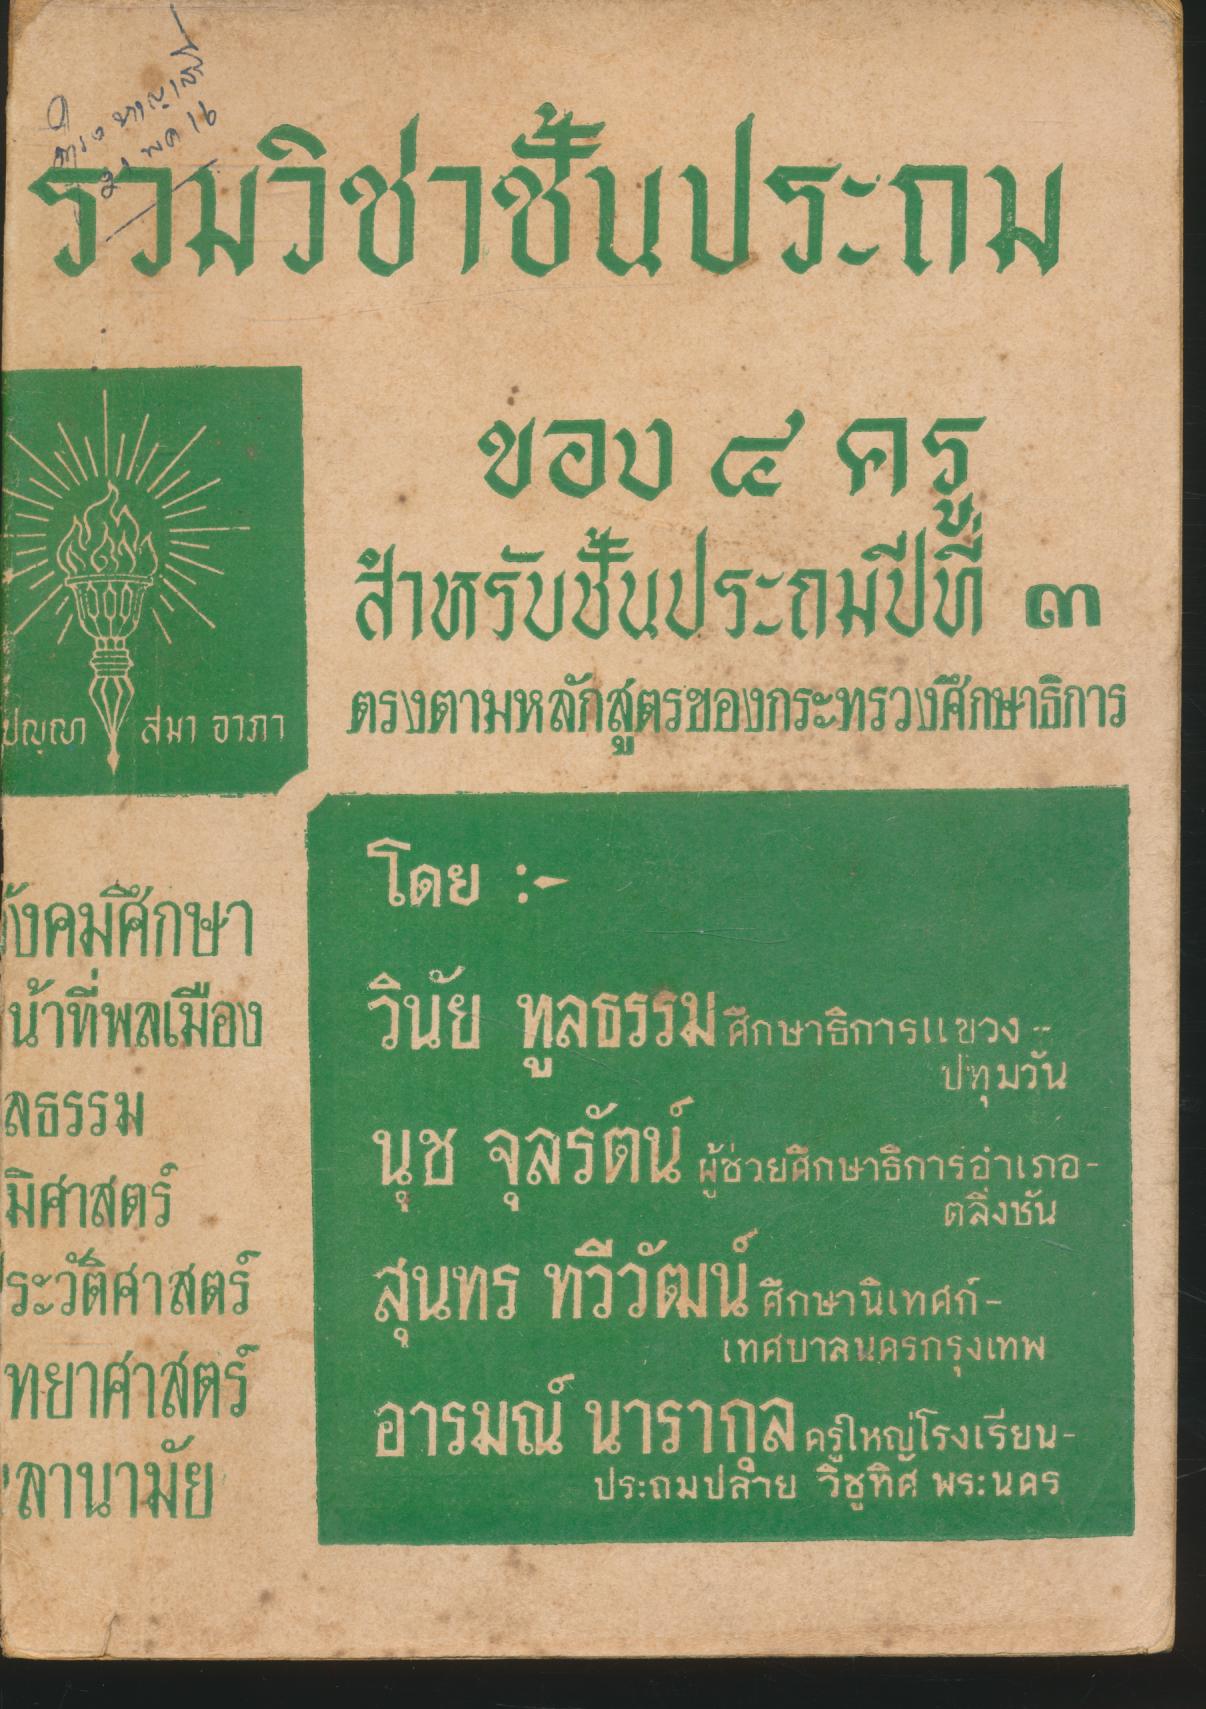 รวมวิชาชั้นประถม
ของ ๔ ครู
สำหรับชั้นประถมปีที่ ๓
ตรงตามหลักสูตรของกระทรวงศึกษาธิการ
ปญฺญา สมา อาภา
ังคมศึกษา
น้าที่พลเมือง
ลธรรม
มิศาสตร์
ระวัติศาสตร์
ทยาศาสตร์
ลานามัย
โดย :-
วินัย ทูลธรรม ศึกษาธิการแขวง --
ปทุมวัน
นุช จุลรัตน์ ผู้ช่วยศึกษาธิการอำเภอ-
ตลิ่งชัน
สุนทร ทวีวัฒน์ ศึกษานิเทศก์-
เทศบาลนครกรุงเทพ
อารมณ์ นารากุล ครูใหญ่โรงเรียน-
ประถมปลาย วิชูทิศ พระนคร